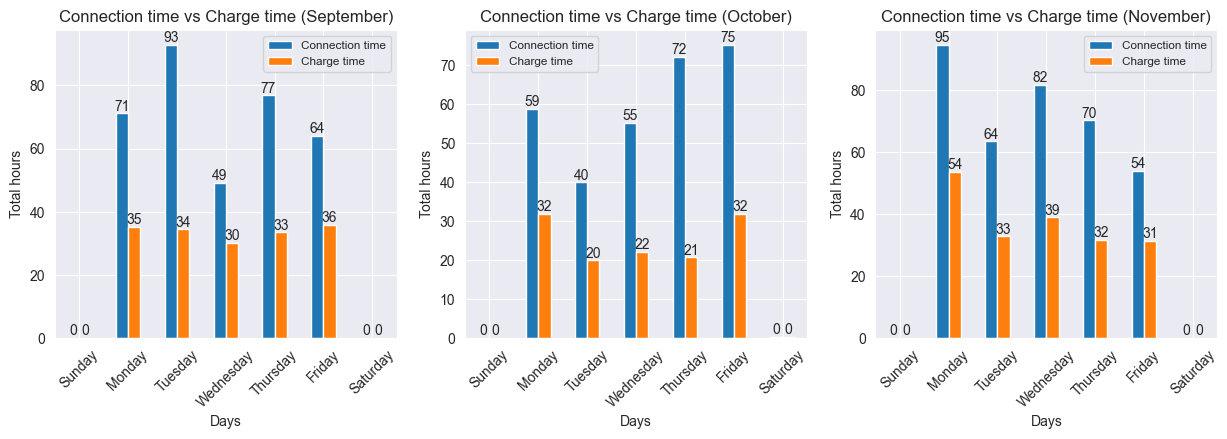 Connection time vs Charge time (September)
Connection time
Charge time
Total hours
80
60
40
20
0
0 0
71
35
93
34
49
30
77
33
64
36
0 0
Sunday
Monday
Tuesday
Wednesday
Thursday
Friday
Saturday
Days
Connection time vs Charge time (October)
Connection time
Charge time
Total hours
70
60
50
40
30
20
10
0
0 0
59
32
40
20
55
22
72
21
75
32
0 0
Sunday
Monday
Tuesday
Wednesday
Thursday
Friday
Saturday
Days
Connection time vs Charge time (November)
Connection time
Charge time
Total hours
80
60
40
20
0
0 0
95
54
64
33
82
39
70
32
54
31
0 0
Sunday
Monday
Tuesday
Wednesday
Thursday
Friday
Saturday
Days